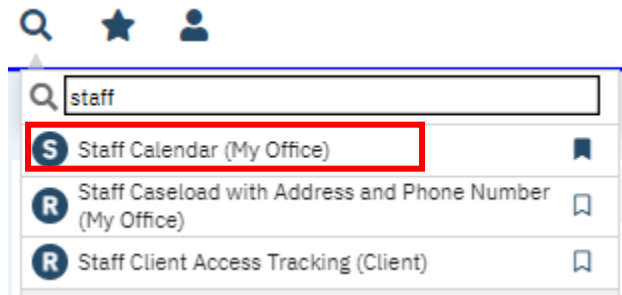 staff
S Staff Calendar (My Office)
R Staff Caseload with Address and Phone Number
(My Office)
R Staff Client Access Tracking (Client)